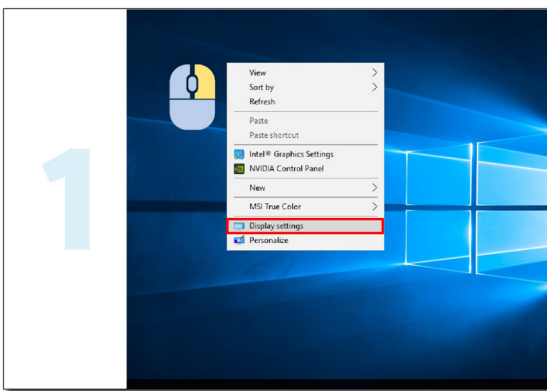 1
View
Sort by
Refresh
Paste
Paste shortcut
Intel® Graphics Settings
NVIDIA Control Panel
New
MSI True Color
Display settings
Personalize